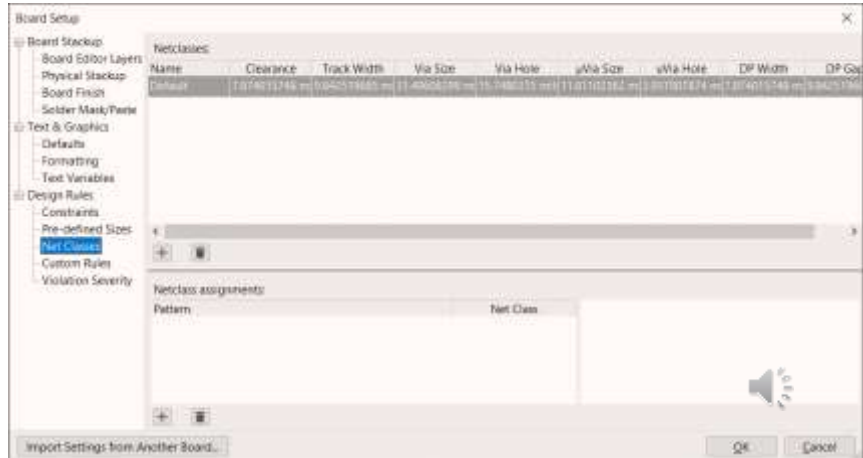 Board Setup
Board Stackup
Board Editor Layers
Physical Stackup
Board Finish
Solder Mask/Paste
Text & Graphics
Defaults
Formatting
Text Variables
Design Rules
Constraints
Pre-defined Sizes
Net Classes
Custom Rules
Violation Severity
Import Settings from Another Board...
Netclasses:
Name Clearance Track Width Via Size Via Hole µVia Size µVia Hole DP Width DP Gap
Default
Netclass assignments:
Pattern Net Class
OK Cancel